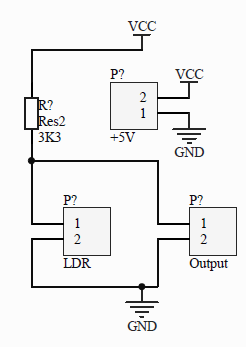 VCC
P?
VCC
R?
2
Res2
1
3K3
+5V
GND
P?
P?
1
1
2
2
LDR
Output
GND